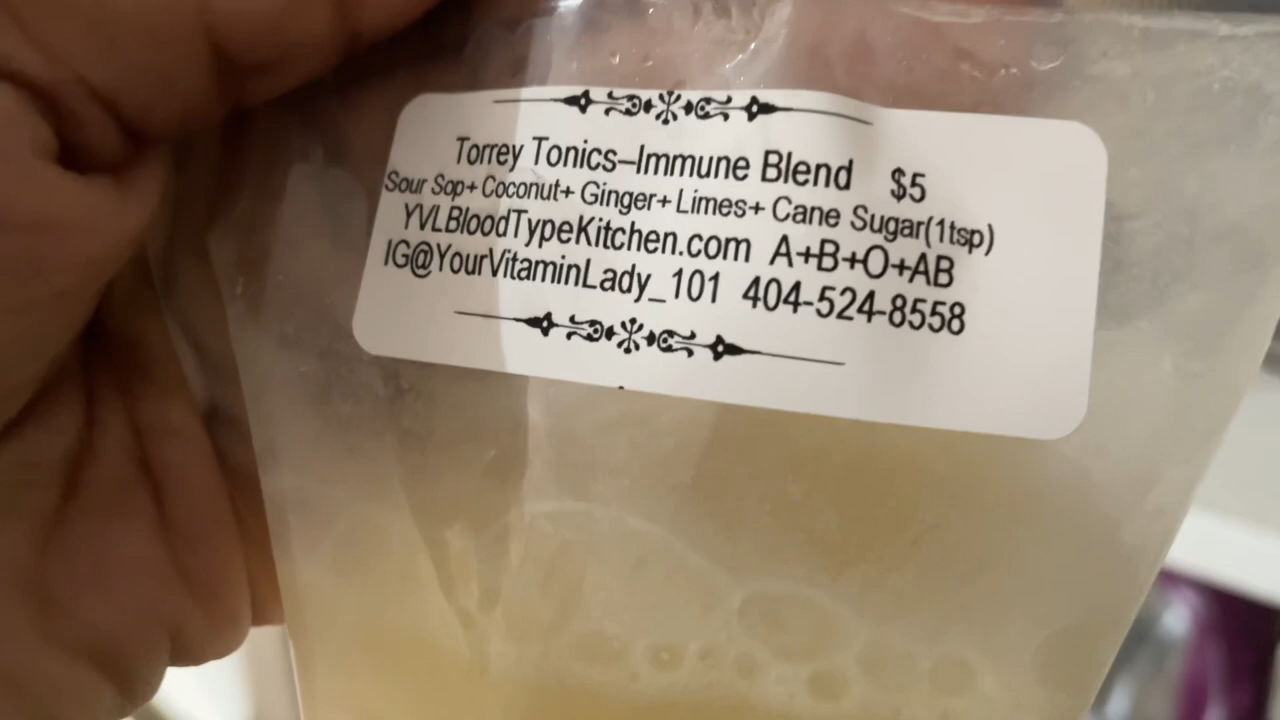 Torrey Tonics–Immune Blend $5
Sour Sop+ Coconut+ Ginger+ Limes+ Cane Sugar(1tsp)
YVLBloodTypeKitchen.com A+B+O+AB
IG@YourVitaminLady_101 404-524-8558